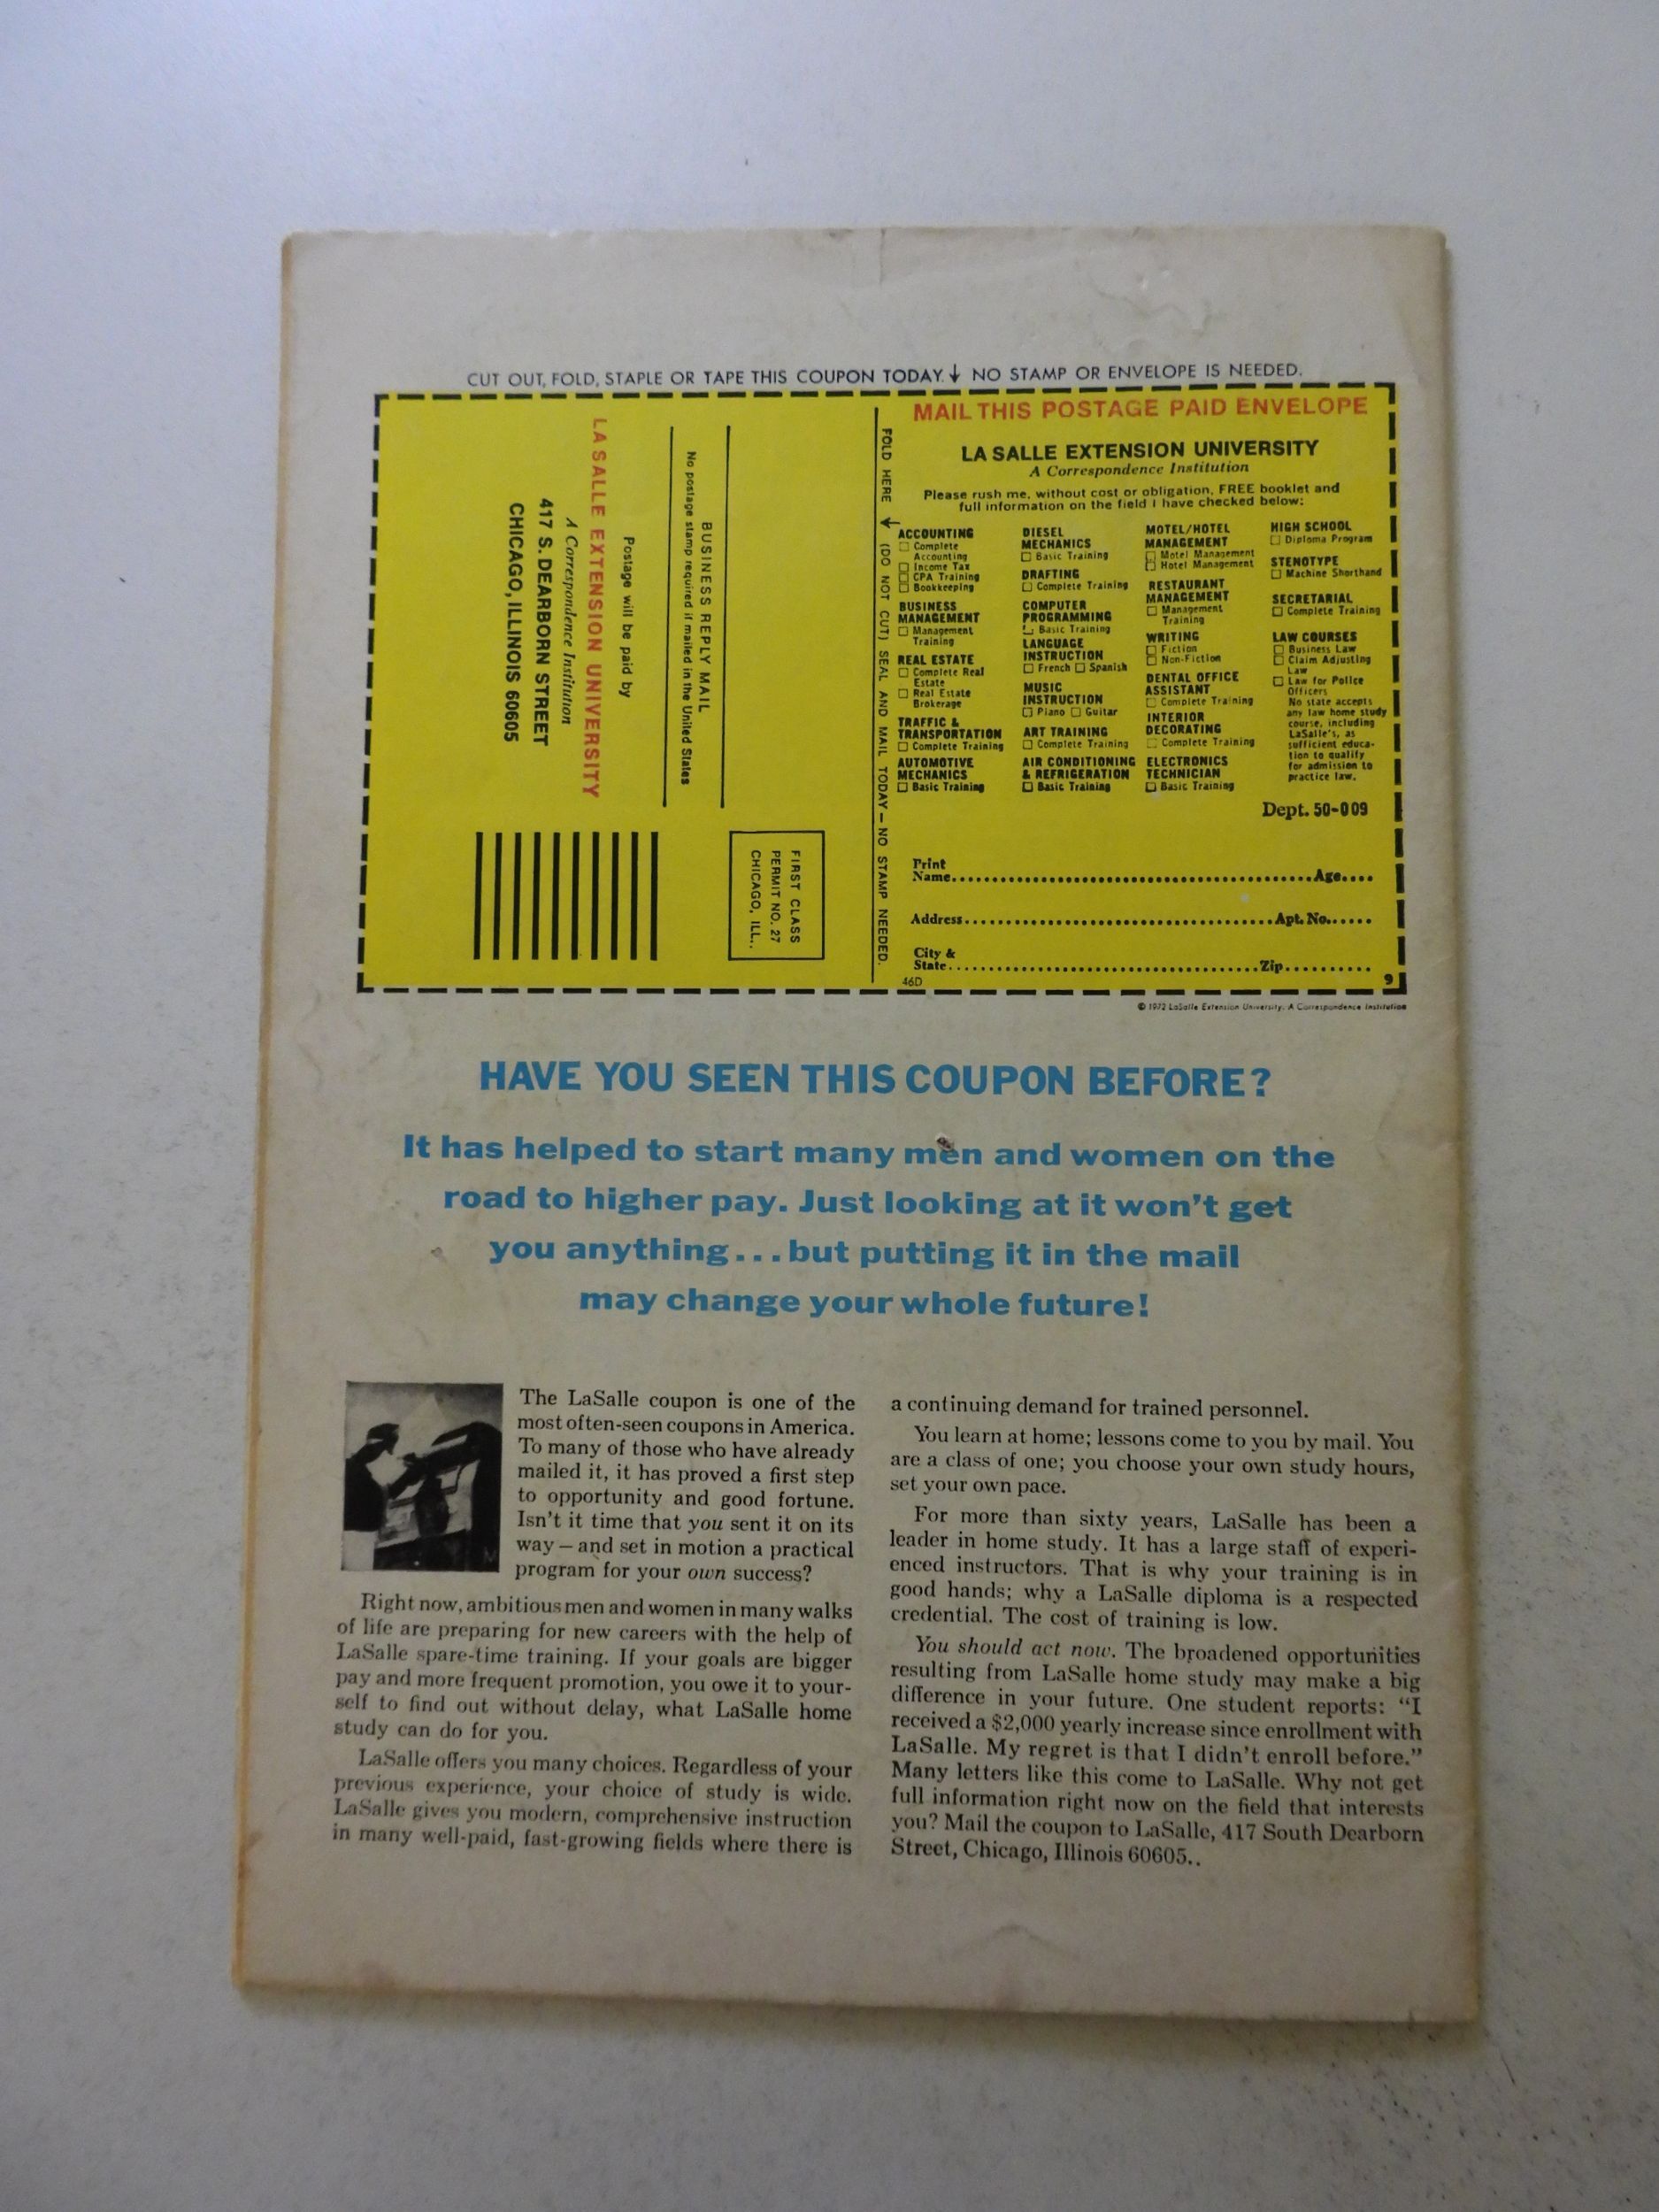 CUT OUT, FOLD, STAPLE OR TAPE THIS COUPON TODAY. ↓ NO STAMP OR ENVELOPE IS NEEDED.
BUSINESS REPLY MAIL
No postage stamp required if mailed in the United States
Postage will be paid by
LA SALLE EXTENSION UNIVERSITY
A Correspondence Institution
417 S. DEARBORN STREET
CHICAGO, ILLINOIS 60605
FIRST CLASS
PERMIT NO. 27
CHICAGO, ILL..
FOLD HERE ↓ (DO NOT CUT) SEAL AND MAIL TODAY — NO STAMP NEEDED.
MAIL THIS POSTAGE PAID ENVELOPE
LA SALLE EXTENSION UNIVERSITY
A Correspondence Institution
Please rush me, without cost or obligation, FREE booklet and
full information on the field I have checked below:
ACCOUNTING
☐ Complete
Accounting
☐ Income Tax
☐ CPA Training
☐ Bookkeeping
BUSINESS
MANAGEMENT
☐ Management
Training
REAL ESTATE
☐ Complete Real
Estate
☐ Real Estate
Brokerage
TRAFFIC &
TRANSPORTATION
☐ Complete Training
AUTOMOTIVE
MECHANICS
☐ Basic Training
DIESEL
MECHANICS
☐ Basic Training
DRAFTING
☐ Complete Training
COMPUTER
PROGRAMMING
☐ Basic Training
LANGUAGE
INSTRUCTION
☐ French ☐ Spanish
MUSIC
INSTRUCTION
☐ Piano ☐ Guitar
ART TRAINING
☐ Complete Training
AIR CONDITIONING
& REFRIGERATION
☐ Basic Training
MOTEL/HOTEL
MANAGEMENT
☐ Motel Management
☐ Hotel Management
RESTAURANT
MANAGEMENT
☐ Management
Training
WRITING
☐ Fiction
☐ Non-Fiction
DENTAL OFFICE
ASSISTANT
☐ Complete Training
INTERIOR
DECORATING
☐ Complete Training
ELECTRONICS
TECHNICIAN
☐ Basic Training
HIGH SCHOOL
☐ Diploma Program
STENOTYPE
☐ Machine Shorthand
SECRETARIAL
☐ Complete Training
LAW COURSES
☐ Business Law
☐ Claim Adjusting
Law
☐ Law for Police
Officers
No state accepts
any law home study
course, including
LaSalle's, as
sufficient educa-
tion to qualify
for admission to
practice law.
Dept. 50-009
Print
Name.......................................Age....
Address.................................Apt. No......
City &
State.................................Zip..........
46D
9
© 1972 LaSalle Extension University, A Correspondence Institution
HAVE YOU SEEN THIS COUPON BEFORE?
It has helped to start many men and women on the
road to higher pay. Just looking at it won't get
you anything...but putting it in the mail
may change your whole future!
The LaSalle coupon is one of the
most often-seen coupons in America.
To many of those who have already
mailed it, it has proved a first step
to opportunity and good fortune.
Isn't it time that you sent it on its
way — and set in motion a practical
program for your own success?
Right now, ambitious men and women in many walks
of life are preparing for new careers with the help of
LaSalle spare-time training. If your goals are bigger
pay and more frequent promotion, you owe it to your-
self to find out without delay, what LaSalle home
study can do for you.
LaSalle offers you many choices. Regardless of your
previous experience, your choice of study is wide.
LaSalle gives you modern, comprehensive instruction
in many well-paid, fast-growing fields where there is
a continuing demand for trained personnel.
You learn at home; lessons come to you by mail. You
are a class of one; you choose your own study hours,
set your own pace.
For more than sixty years, LaSalle has been a
leader in home study. It has a large staff of experi-
enced instructors. That is why your training is in
good hands; why a LaSalle diploma is a respected
credential. The cost of training is low.
You should act now. The broadened opportunities
resulting from LaSalle home study may make a big
difference in your future. One student reports: “I
received a $2,000 yearly increase since enrollment with
LaSalle. My regret is that I didn't enroll before.”
Many letters like this come to LaSalle. Why not get
full information right now on the field that interests
you? Mail the coupon to LaSalle, 417 South Dearborn
Street, Chicago, Illinois 60605..